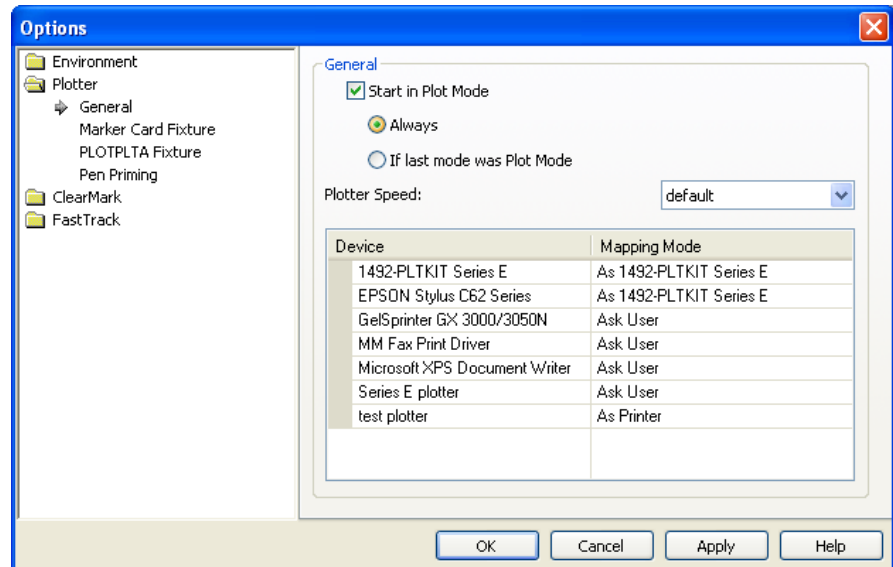 Options
Environment
Plotter
General
Marker Card Fixture
PLOTPLTA Fixture
Pen Priming
ClearMark
FastTrack
General
Start in Plot Mode
Always
If last mode was Plot Mode
Plotter Speed: default
Device Mapping Mode
1492-PLTKIT Series E As 1492-PLTKIT Series E
EPSON Stylus C62 Series As 1492-PLTKIT Series E
GelSprinter GX 3000/3050N Ask User
MM Fax Print Driver Ask User
Microsoft XPS Document Writer Ask User
Series E plotter Ask User
test plotter As Printer
OK Cancel Apply Help